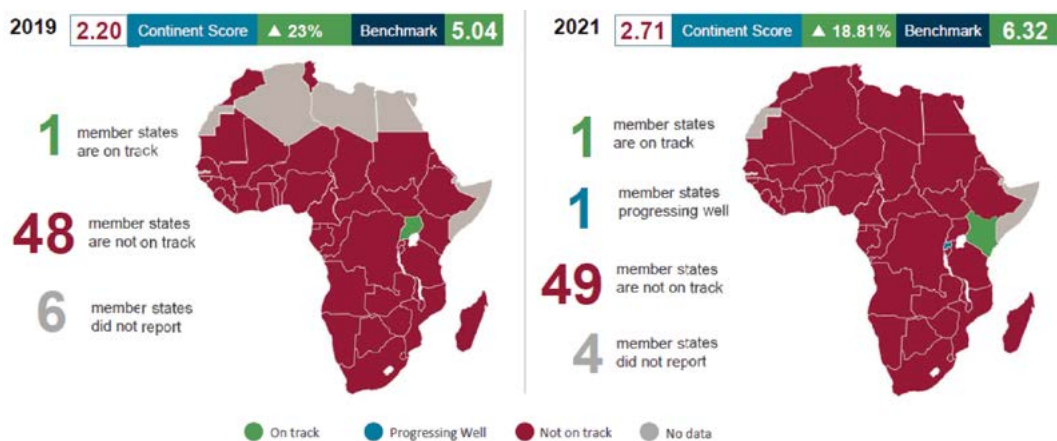 2019 2.20 Continent Score ▲ 23% Benchmark 5.04
1 member states
are on track
48 member states
are not on track
6 member states
did not report
2021 2.71 Continent Score ▲ 18.81% Benchmark 6.32
1 member states
are on track
1 member states
progressing well
49 member states
are not on track
4 member states
did not report
On track Progressing Well Not on track No data